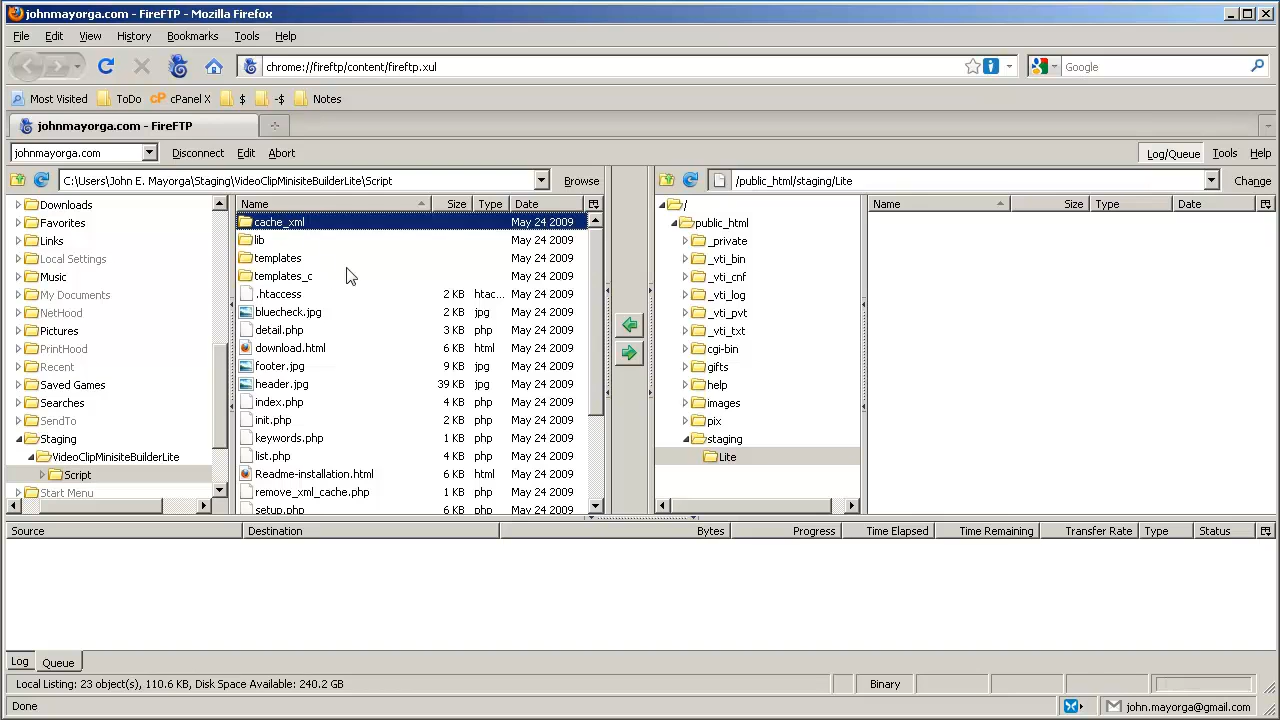 johnmayorga.com - FireFTP - Mozilla Firefox
File Edit View History Bookmarks Tools Help
chrome://fireftp/content/fireftp.xul Google
Most Visited ToDo cP cPanel X $ -$ Notes
johnmayorga.com - FireFTP
johnmayorga.com Disconnect Edit Abort Log/Queue Tools Help
C:\Users\John E. Mayorga\Staging\VideoClipMinisiteBuilderLite\Script Browse /public_html/staging/Lite Change
Downloads Name Size Type Date / Name Size Type Date
Favorites cache_xml May 24 2009 public_html
Links lib May 24 2009 _private
Local Settings templates May 24 2009 _vti_bin
Music templates_c May 24 2009 _vti_cnf
My Documents .htaccess 2 KB htac... May 24 2009 _vti_log
NetHood bluecheck.jpg 2 KB jpg May 24 2009 _vti_pvt
Pictures detail.php 3 KB php May 24 2009 _vti_txt
PrintHood download.html 6 KB html May 24 2009 cgi-bin
Recent footer.jpg 9 KB jpg May 24 2009 gifts
Saved Games header.jpg 39 KB jpg May 24 2009 help
Searches index.php 4 KB php May 24 2009 images
SendTo init.php 2 KB php May 24 2009 pix
Staging keywords.php 1 KB php May 24 2009 staging
VideoClipMinisiteBuilderLite list.php 4 KB php May 24 2009 Lite
Script Readme-installation.html 6 KB html May 24 2009
Start Menu remove_xml_cache.php 1 KB php May 24 2009
setup.php 6 KB php May 24 2009
Source Destination Bytes Progress Time Elapsed Time Remaining Transfer Rate Type Status
Log Queue
Local Listing: 23 object(s), 110.6 KB, Disk Space Available: 240.2 GB Binary
Done john.mayorga@gmail.com